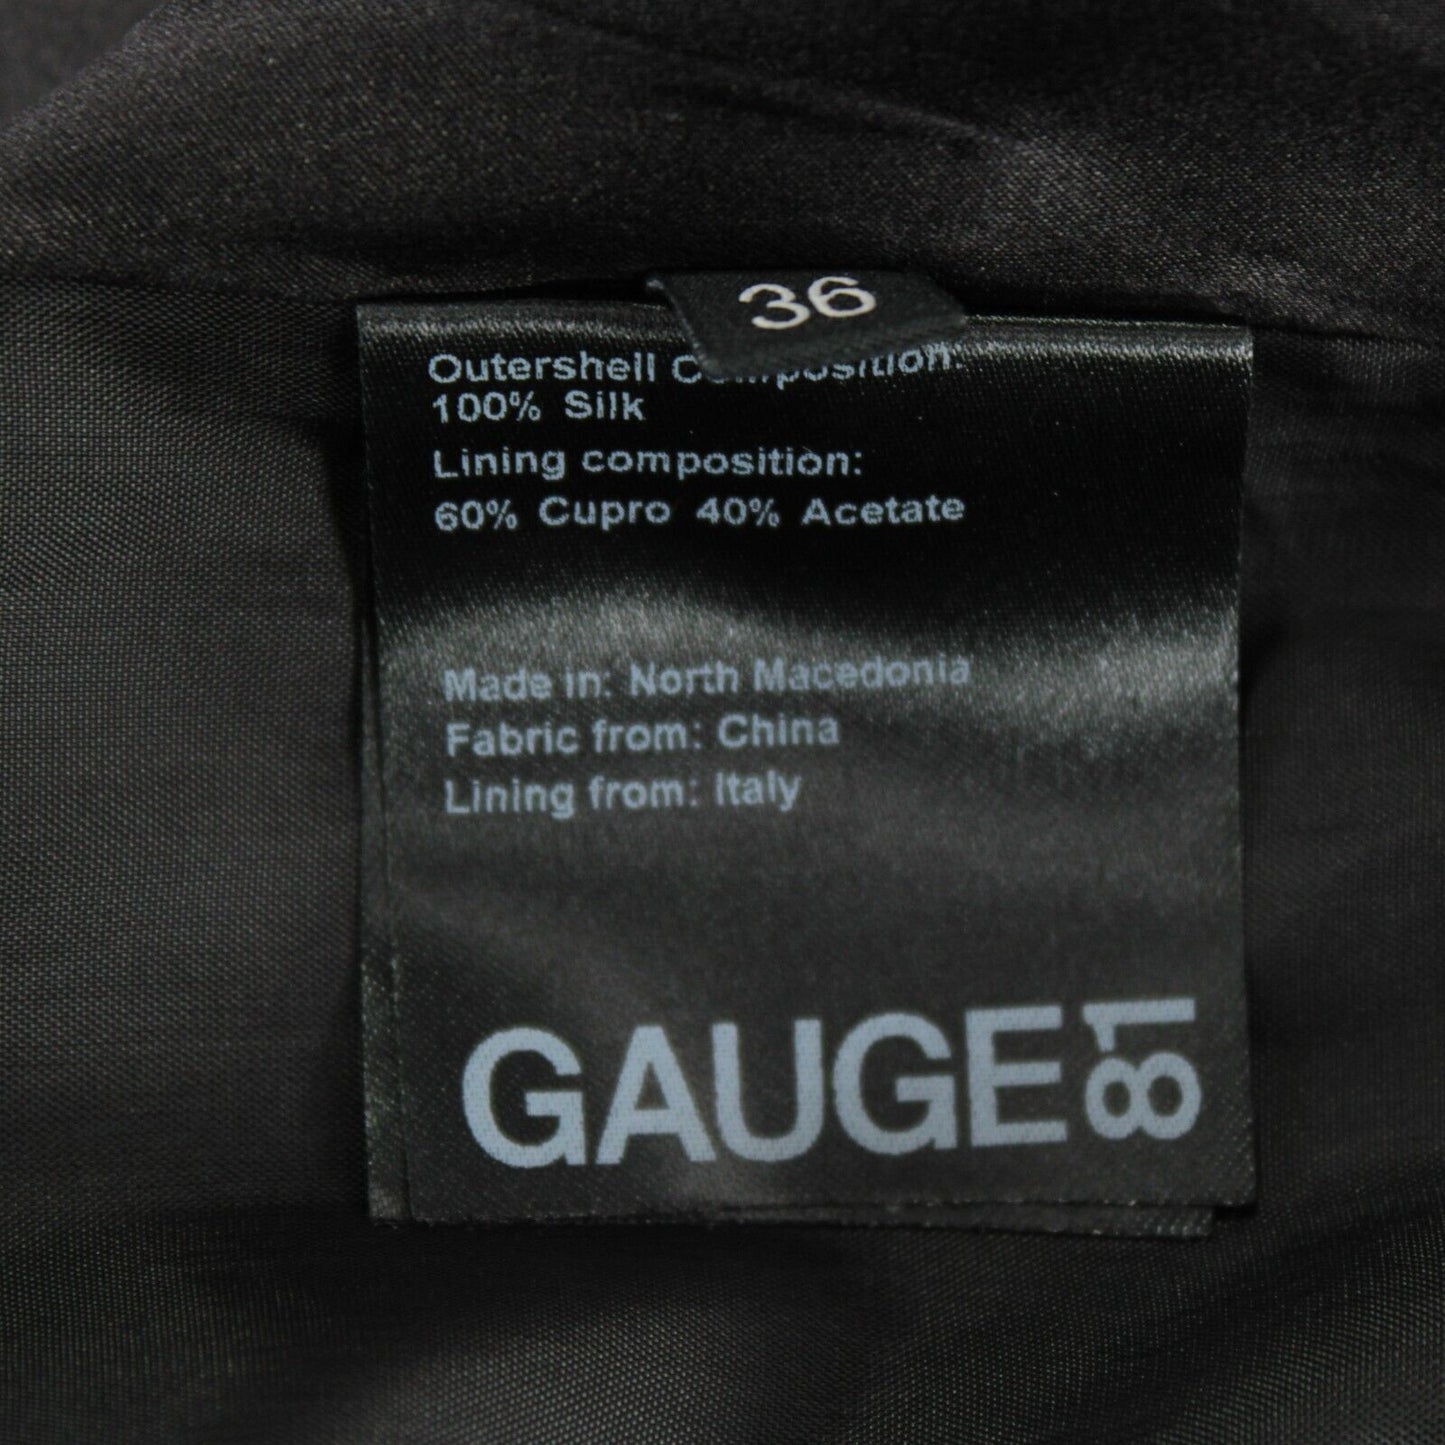 36
Outershell Composition:
100% Silk
Lining composition:
60% Cupro 40% Acetate
Made in: North Macedonia
Fabric from: China
Lining from: Italy
GAUGE81